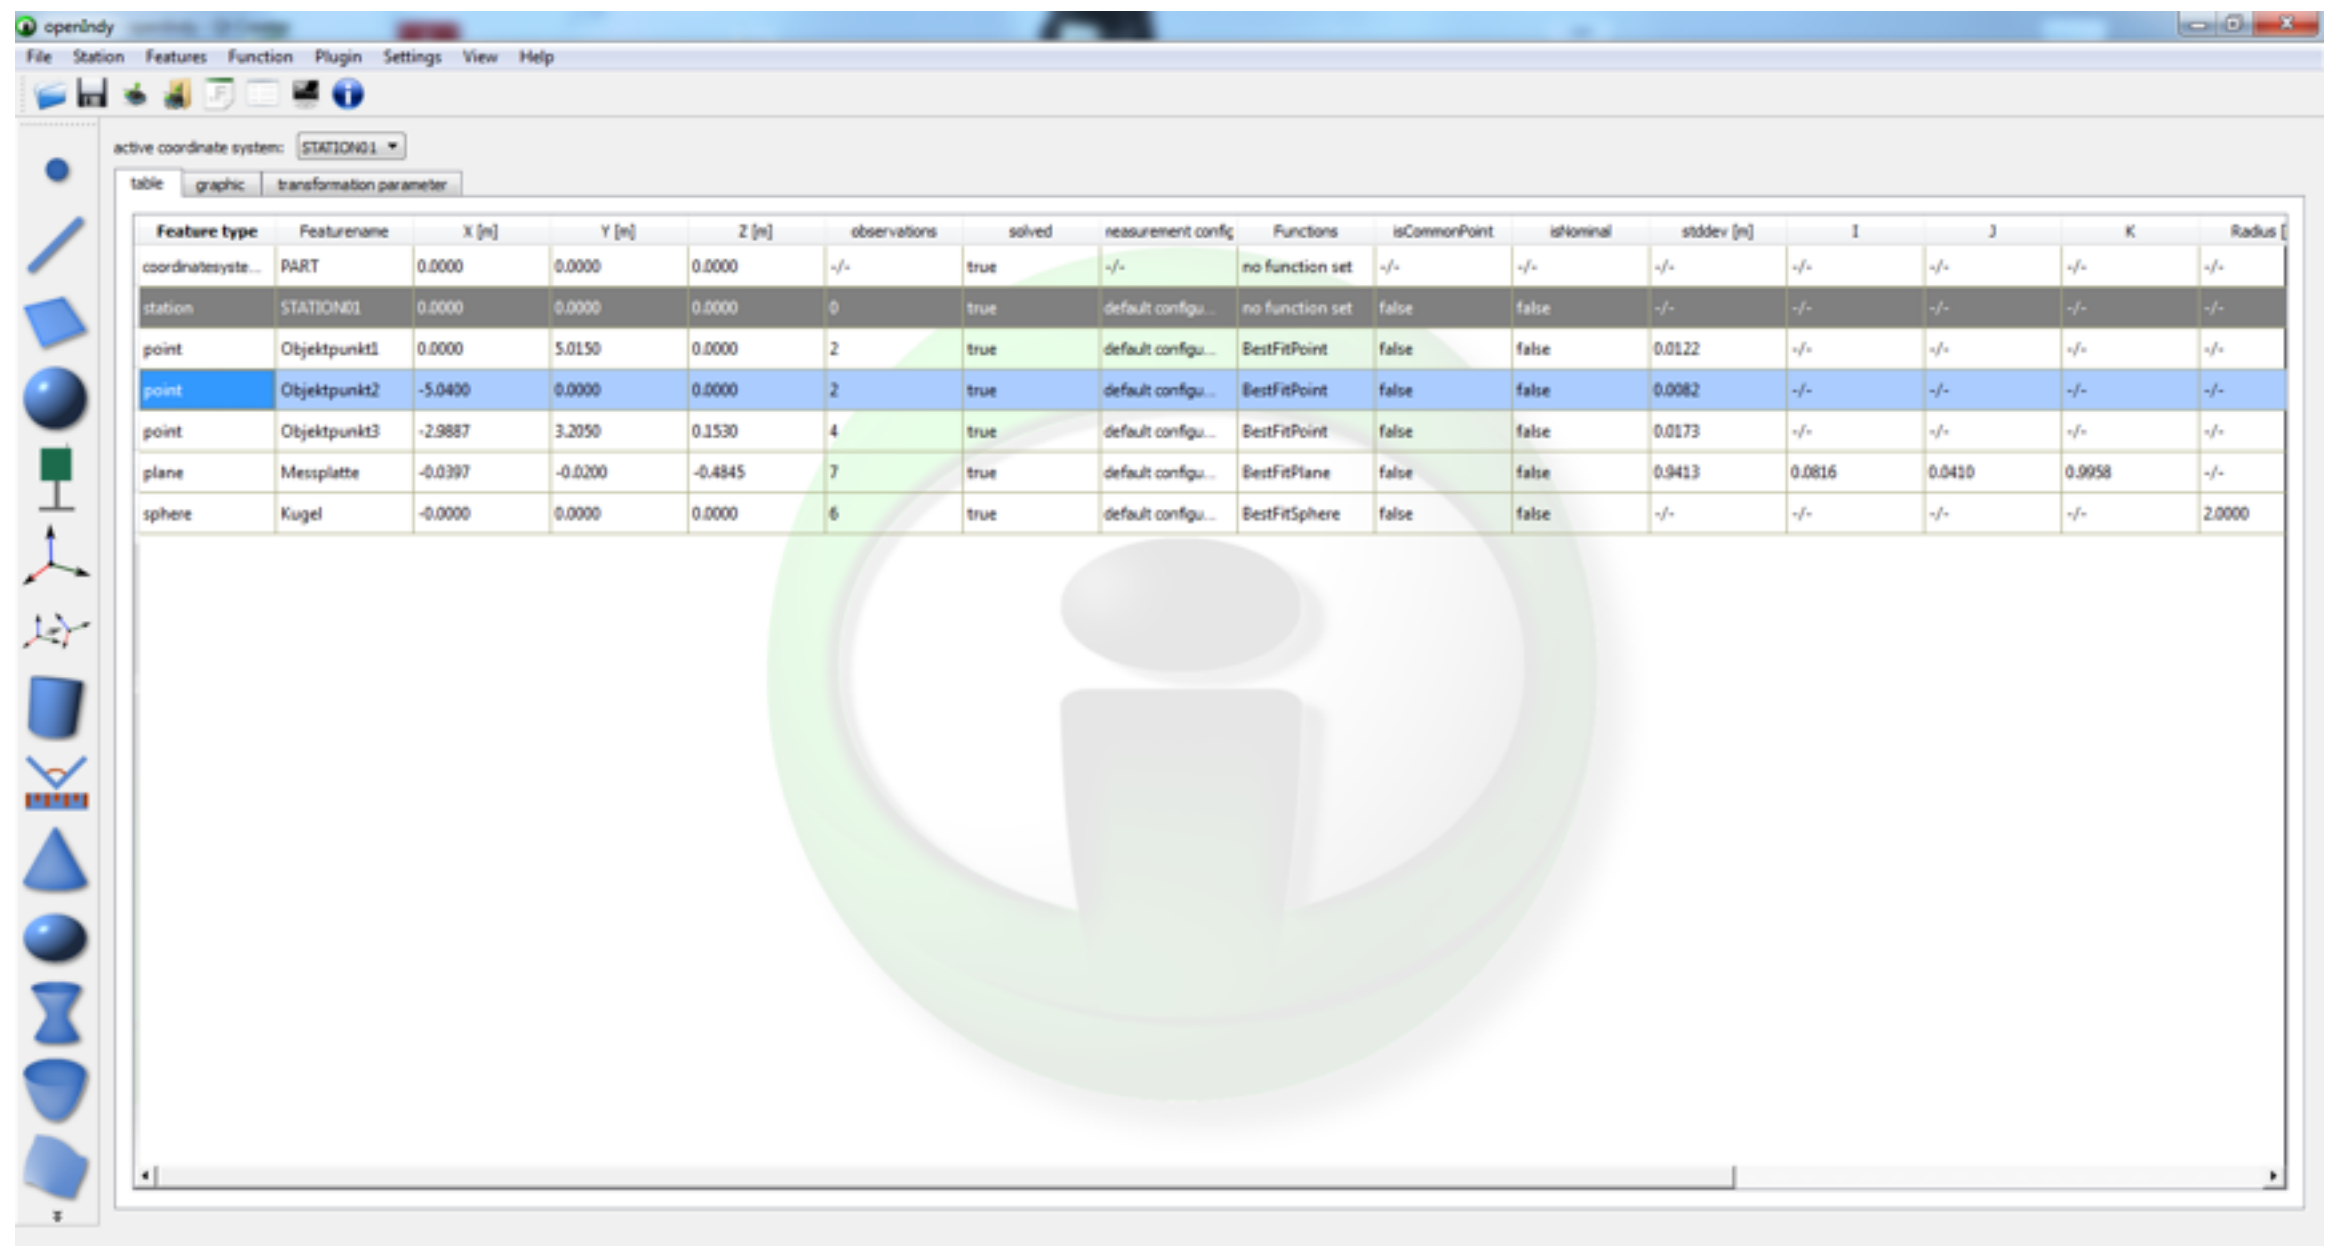 openIndy
File Station Features Function Plugin Settings View Help
active coordinate system: STATION01
table graphic transformation parameter
Feature type Featurename X [m] Y [m] Z [m] observations solved neasurement config Functions isCommonPoint isNominal stddev [m] I J K Radius [
coordinatesyste... PART 0.0000 0.0000 0.0000 -/- true -/- no function set -/- -/- -/- -/- -/- -/- -/-
station STATION01 0.0000 0.0000 0.0000 0 true default configu... no function set false false -/- -/- -/- -/- -/-
point Objektpunkt1 0.0000 5.0150 0.0000 2 true default configu... BestFitPoint false false 0.0122 -/- -/- -/- -/-
point Objektpunkt2 -5.0400 0.0000 0.0000 2 true default configu... BestFitPoint false false 0.0082 -/- -/- -/- -/-
point Objektpunkt3 -2.9887 3.2050 0.1530 4 true default configu... BestFitPoint false false 0.0173 -/- -/- -/- -/-
plane Messplatte -0.0397 -0.0200 -0.4845 7 true default configu... BestFitPlane false false 0.9413 0.0816 0.0410 0.9958 -/-
sphere Kugel -0.0000 0.0000 0.0000 6 true default configu... BestFitSphere false false -/- -/- -/- -/- 2.0000